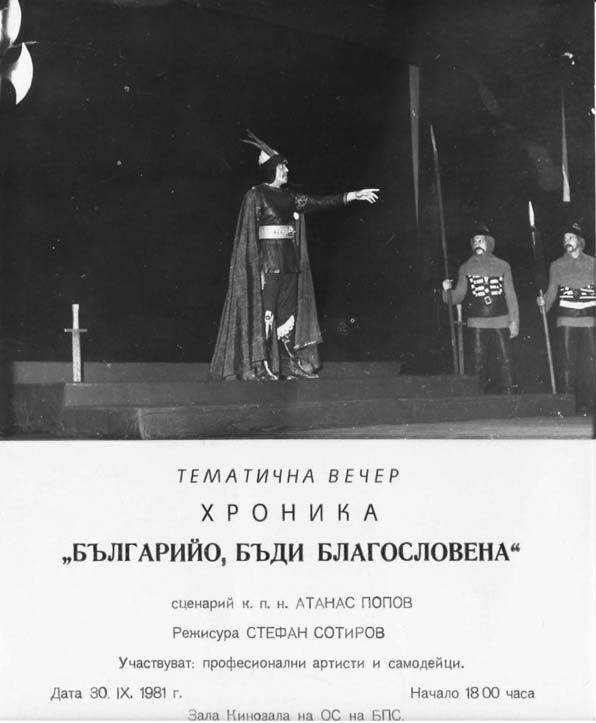 ТЕМАТИЧНА ВЕЧЕР
ХРОНИКА
„БЪЛГАРИЙО, БЪДИ БЛАГОСЛОВЕНА“
сценарий к. п. н. АТАНАС ПОПОВ
Режисура СТЕФАН СОТИРОВ
Участвуват: професионални артисти и самодейци.
Дата 30. IX. 1981 г. Начало 18 00 часа
Зала Кинозала на ОС на БПС.